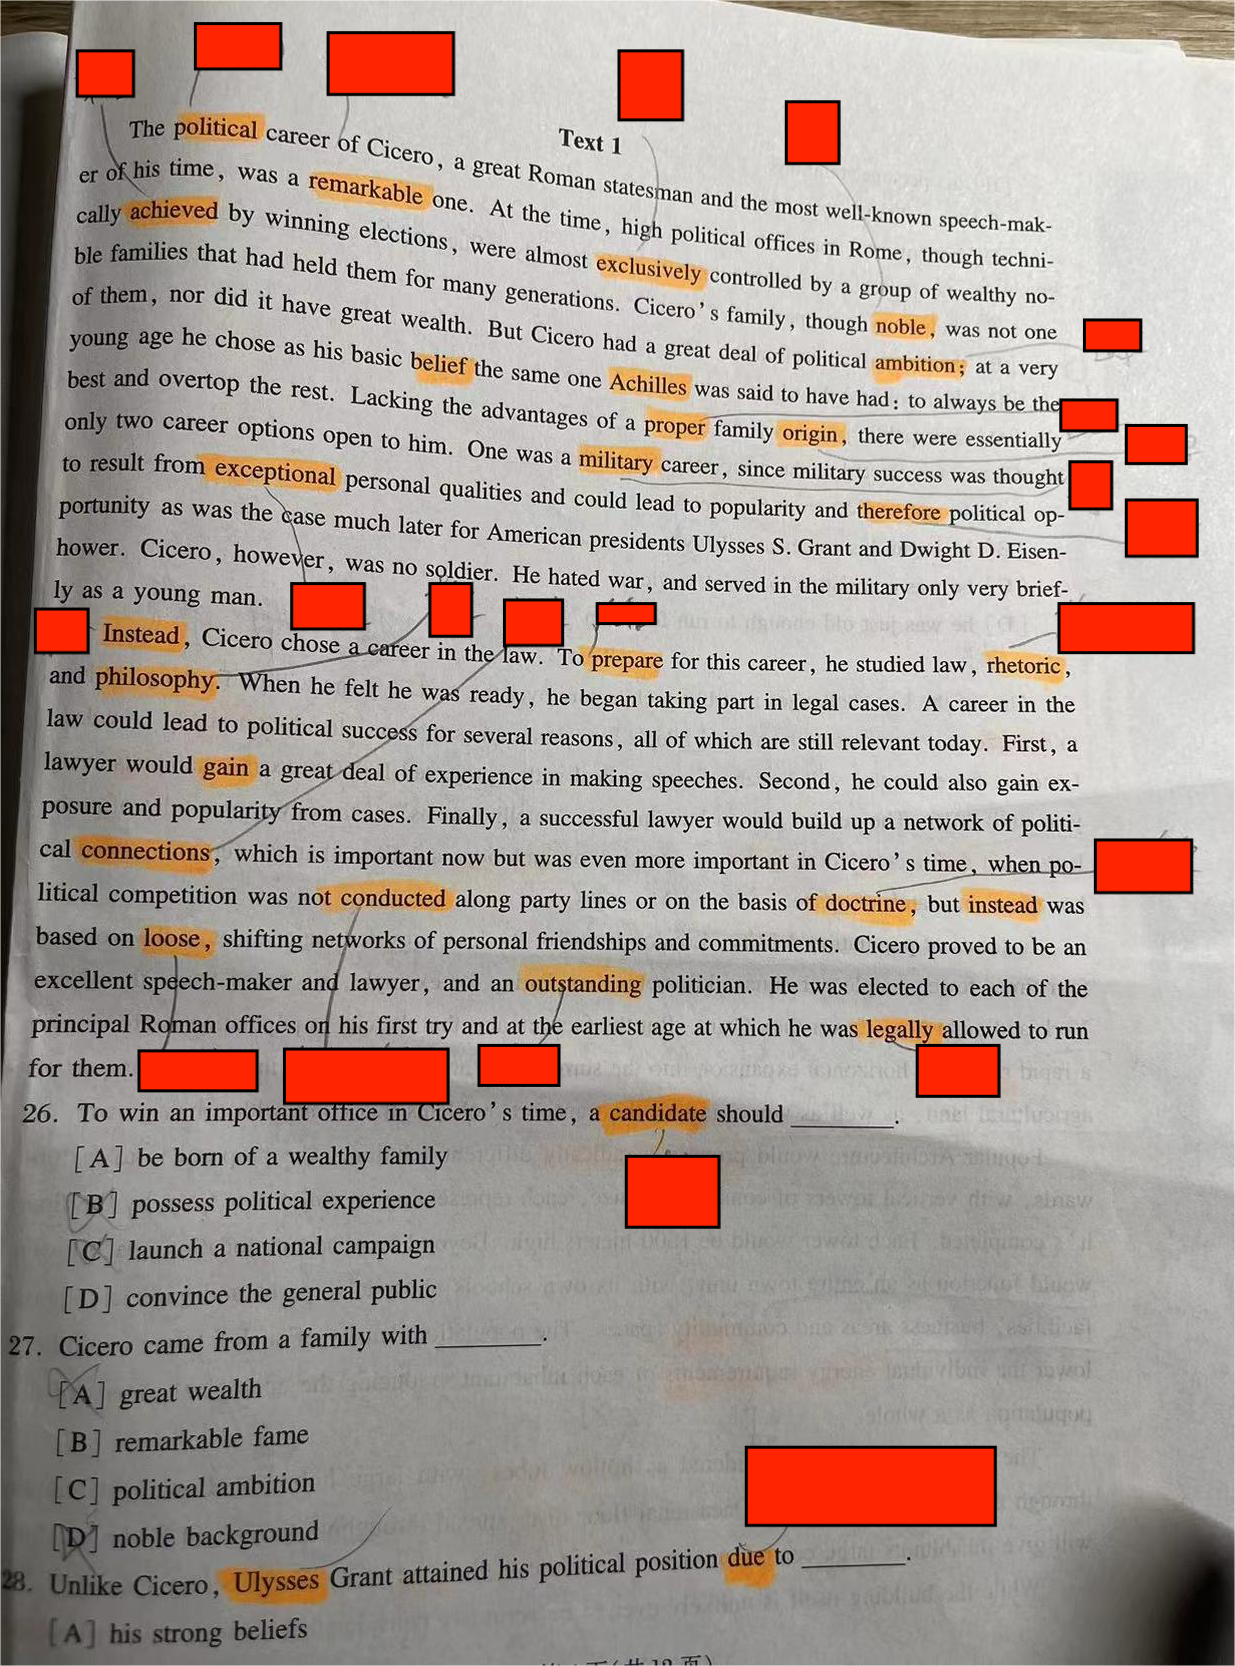 Text 1
The political career of Cicero, a great Roman statesman and the most well-known speech-mak-
er of his time, was a remarkable one. At the time, high political offices in Rome, though techni-
cally achieved by winning elections, were almost exclusively controlled by a group of wealthy no-
ble families that had held them for many generations. Cicero's family, though noble, was not one
of them, nor did it have great wealth. But Cicero had a great deal of political ambition; at a very
young age he chose as his basic belief the same one Achilles was said to have had: to always be the
best and overtop the rest. Lacking the advantages of a proper family origin, there were essentially
only two career options open to him. One was a military career, since military success was thought
to result from exceptional personal qualities and could lead to popularity and therefore political op-
portunity as was the case much later for American presidents Ulysses S. Grant and Dwight D. Eisen-
hower. Cicero, however, was no soldier. He hated war, and served in the military only very brief-
ly as a young man.
Instead, Cicero chose a career in the law. To prepare for this career, he studied law, rhetoric,
and philosophy. When he felt he was ready, he began taking part in legal cases. A career in the
law could lead to political success for several reasons, all of which are still relevant today. First, a
lawyer would gain a great deal of experience in making speeches. Second, he could also gain ex-
posure and popularity from cases. Finally, a successful lawyer would build up a network of politi-
cal connections, which is important now but was even more important in Cicero's time, when po-
litical competition was not conducted along party lines or on the basis of doctrine, but instead was
based on loose, shifting networks of personal friendships and commitments. Cicero proved to be an
excellent speech-maker and lawyer, and an outstanding politician. He was elected to each of the
principal Roman offices on his first try and at the earliest age at which he was legally allowed to run
for them.
26. To win an important office in Cicero's time, a candidate should ________.
[A] be born of a wealthy family
[B] possess political experience
[C] launch a national campaign
[D] convince the general public
27. Cicero came from a family with ________.
[A] great wealth
[B] remarkable fame
[C] political ambition
[D] noble background
28. Unlike Cicero, Ulysses Grant attained his political position due to ________.
[A] his strong beliefs